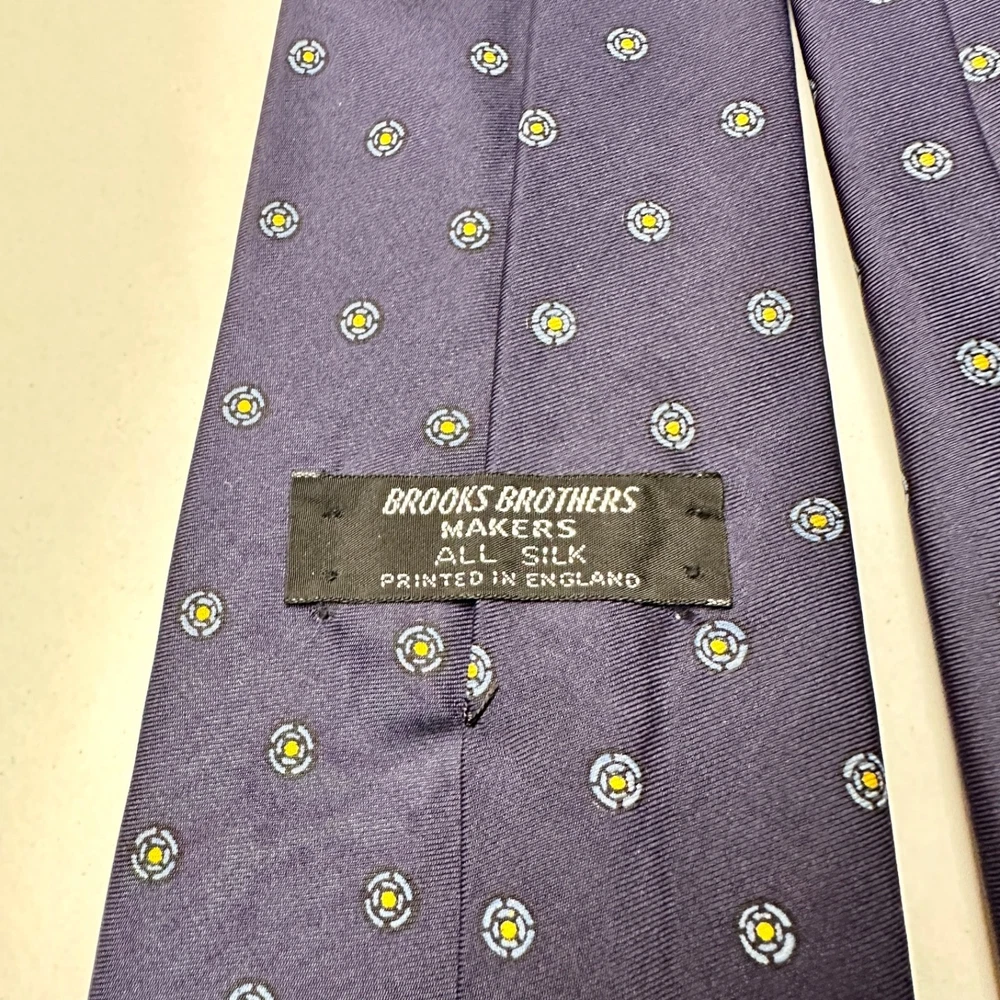 BROOKS BROTHERS
MAKERS
ALL SILK
PRINTED IN ENGLAND